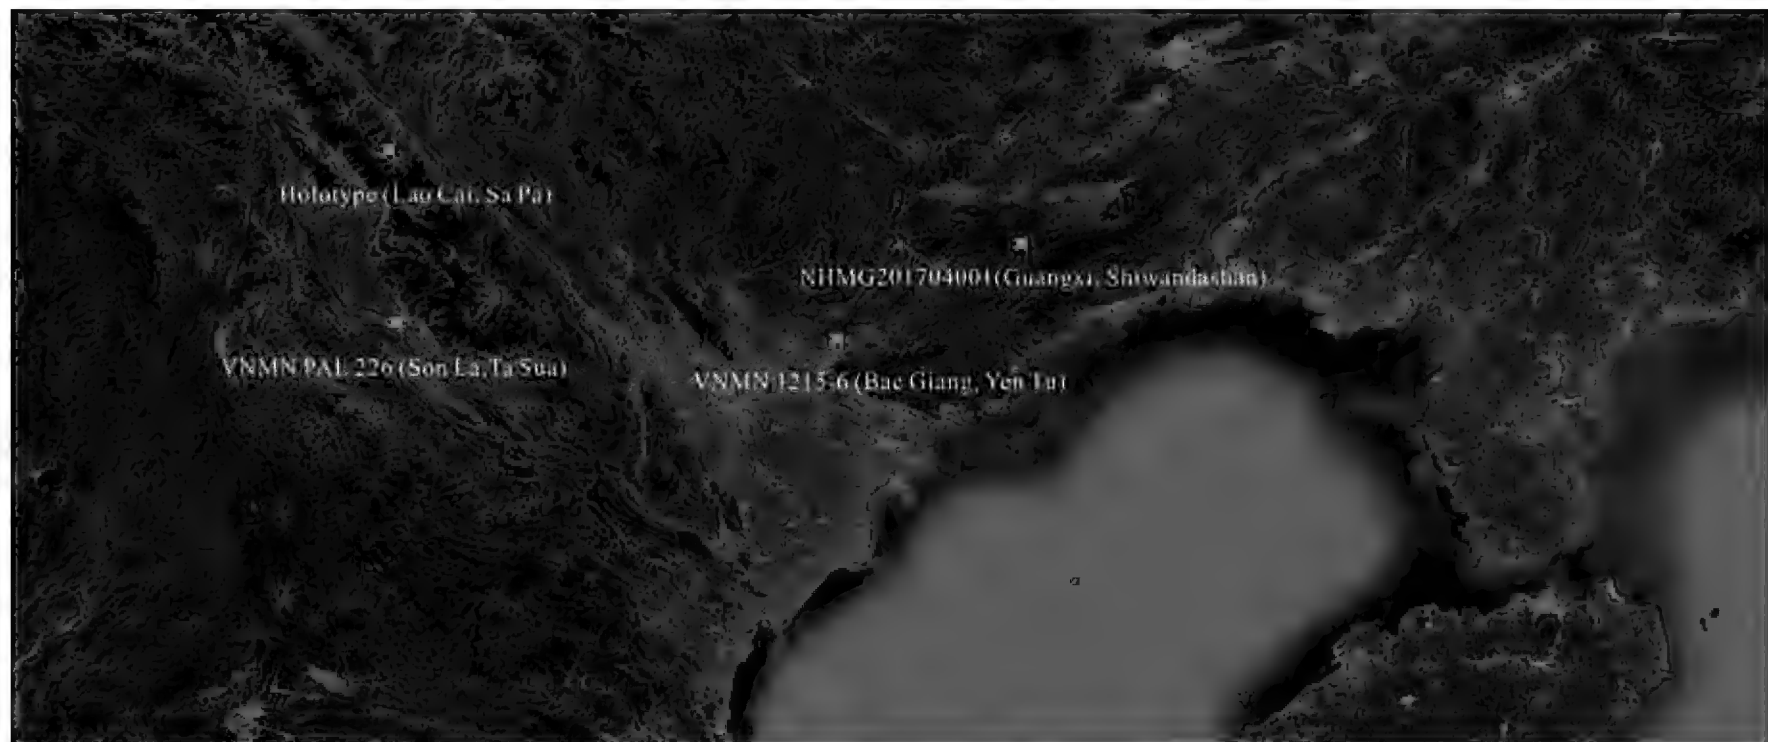 Holotype (Lao Cai, Sa Pa)
NHMG201704001(Guangxi, Shiwandashan)
VNMN PAL 226 (Son La, Ta Sua)
VNMN 1215-6 (Bac Giang, Yen Tu)